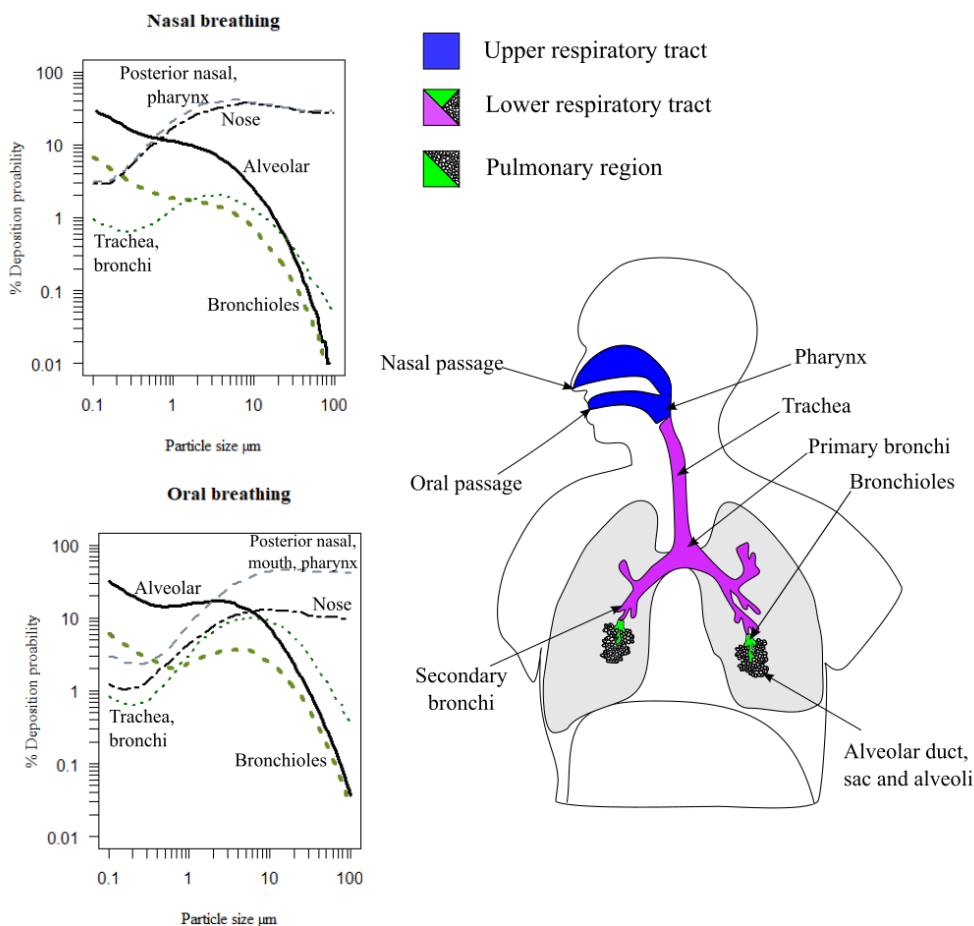 Nasal breathing
100
10
1
0.1
0.01
% Deposition proability
Posterior nasal,
pharynx
Nose
Alveolar
Trachea,
bronchi
Bronchioles
0.1
1
10
100
Particle size µm
Oral breathing
100
10
1
0.1
0.01
% Deposition proability
Posterior nasal,
mouth, pharynx
Alveolar
Nose
Trachea,
bronchi
Bronchioles
0.1
1
10
100
Particle size µm
Upper respiratory tract
Lower respiratory tract
Pulmonary region
Nasal passage
Pharynx
Trachea
Oral passage
Primary bronchi
Bronchioles
Secondary
bronchi
Alveolar duct,
sac and alveoli